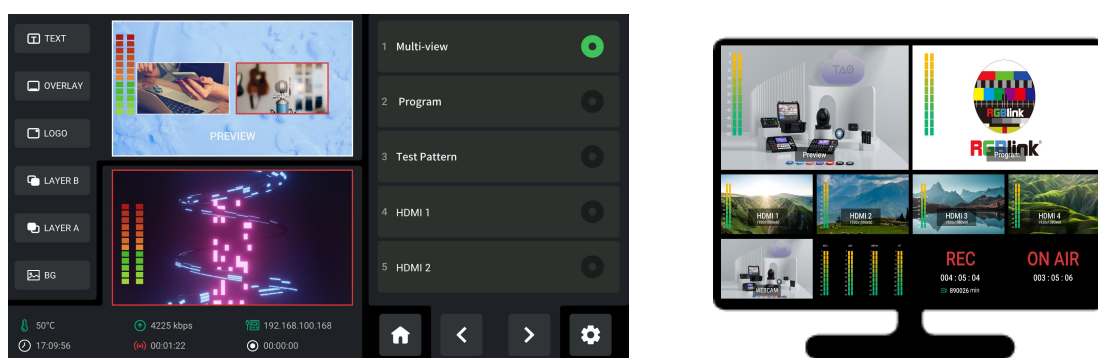 TEXT
OVERLAY
LOGO
LAYER B
LAYER A
BG
PREVIEW
50°C
4225 kbps
192.168.100.168
17:09:56
00:01:22
00:00:00
1 Multi-view
2 Program
3 Test Pattern
4 HDMI 1
5 HDMI 2
TAO
Preview
RGBlink
RGBlink
Program
HDMI 1
HDMI 2
HDMI 3
HDMI 4
WEBCAM
REC
004 : 05 : 04
890026 min
ON AIR
003 : 05 : 06